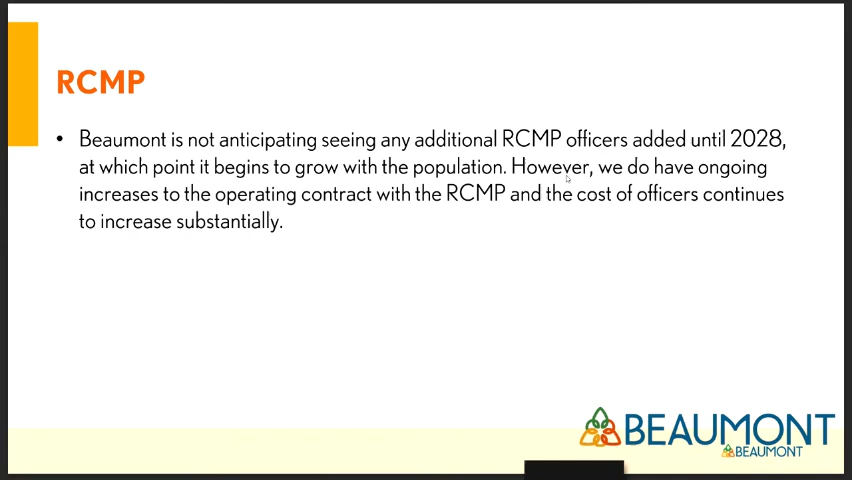 RCMP
• Beaumont is not anticipating seeing any additional RCMP officers added until 2028,
at which point it begins to grow with the population. However, we do have ongoing
increases to the operating contract with the RCMP and the cost of officers continues
to increase substantially.
BEAUMONT
BEAUMONT